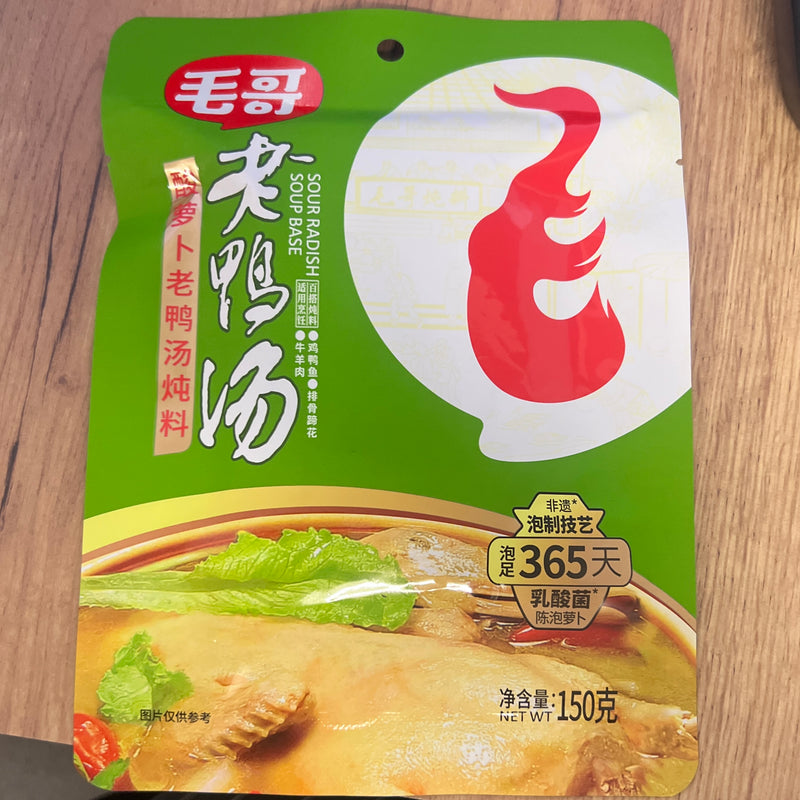 毛哥
老鸭汤
SOUR RADISH
SOUP BASE
酸萝卜老鸭汤炖料
百搭炖料●鸡鸭鱼●排骨蹄花
适用烹饪●牛羊肉
非遗*
泡制技艺
泡足365天
乳酸菌*
陈泡萝卜
净含量:
NET WT 150克
图片仅供参考